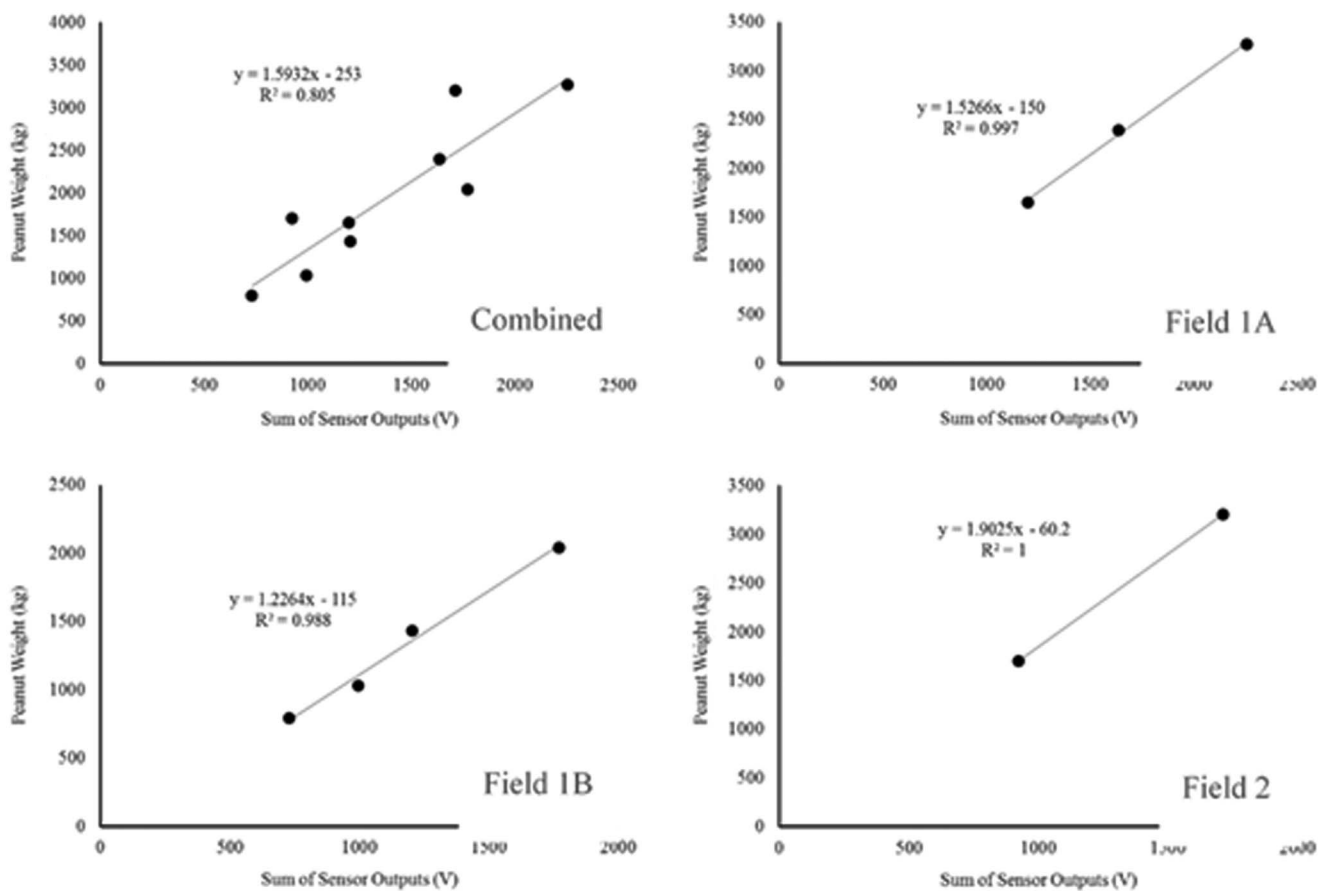 4000
3500
3000
2500
2000
1500
1000
500
0
Peanut Weight (kg)
y = 1.5932x - 253
R² = 0.805
Combined
0 500 1000 1500 2000 2500
Sum of Sensor Outputs (V)
3500
3000
2500
2000
1500
1000
500
0
Peanut Weight (kg)
y = 1.5266x - 150
R² = 0.997
Field 1A
0 500 1000 1500 2000 2500
Sum of Sensor Outputs (V)
2500
2000
1500
1000
500
0
Peanut Weight (kg)
y = 1.2264x - 115
R² = 0.988
Field 1B
0 500 1000 1500 2000
Sum of Sensor Outputs (V)
3500
3000
2500
2000
1500
1000
500
0
Peanut Weight (kg)
y = 1.9025x - 60.2
R² = 1
Field 2
0 500 1000 1500 2000
Sum of Sensor Outputs (V)